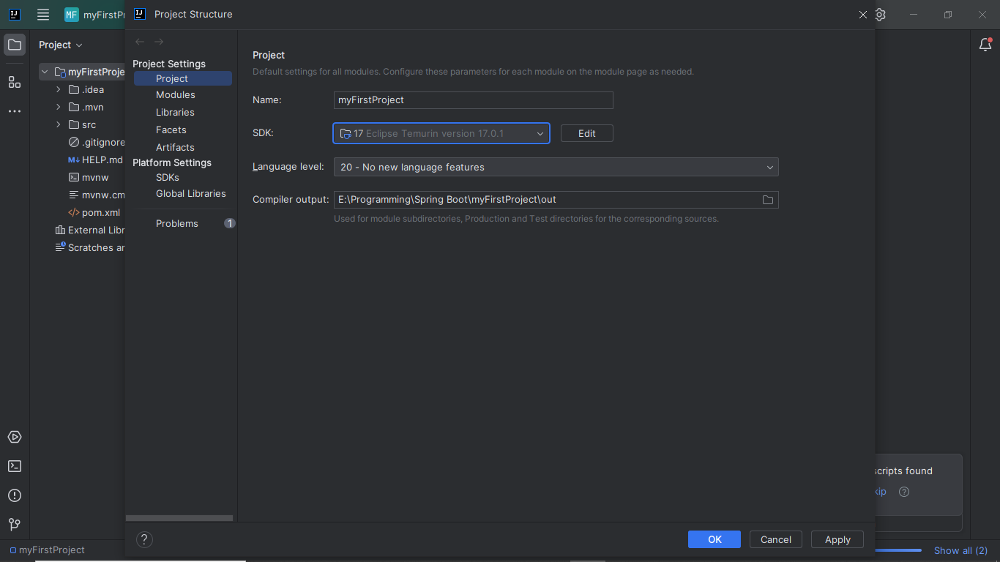 MF myFirstPr
Project Structure
Project
myFirstProje
.idea
.mvn
src
.gitignore
HELP.md
mvnw
mvnw.cm
pom.xml
External Libr
Scratches ar
Project Settings
Project
Modules
Libraries
Facets
Artifacts
Platform Settings
SDKs
Global Libraries
Problems 1
Project
Default settings for all modules. Configure these parameters for each module on the module page as needed.
Name: myFirstProject
SDK: 17 Eclipse Temurin version 17.0.1 Edit
Language level: 20 - No new language features
Compiler output: E:\Programming\Spring Boot\myFirstProject\out
Used for module subdirectories, Production and Test directories for the corresponding sources.
scripts found
kip ?
? OK Cancel Apply
myFirstProject Show all (2)